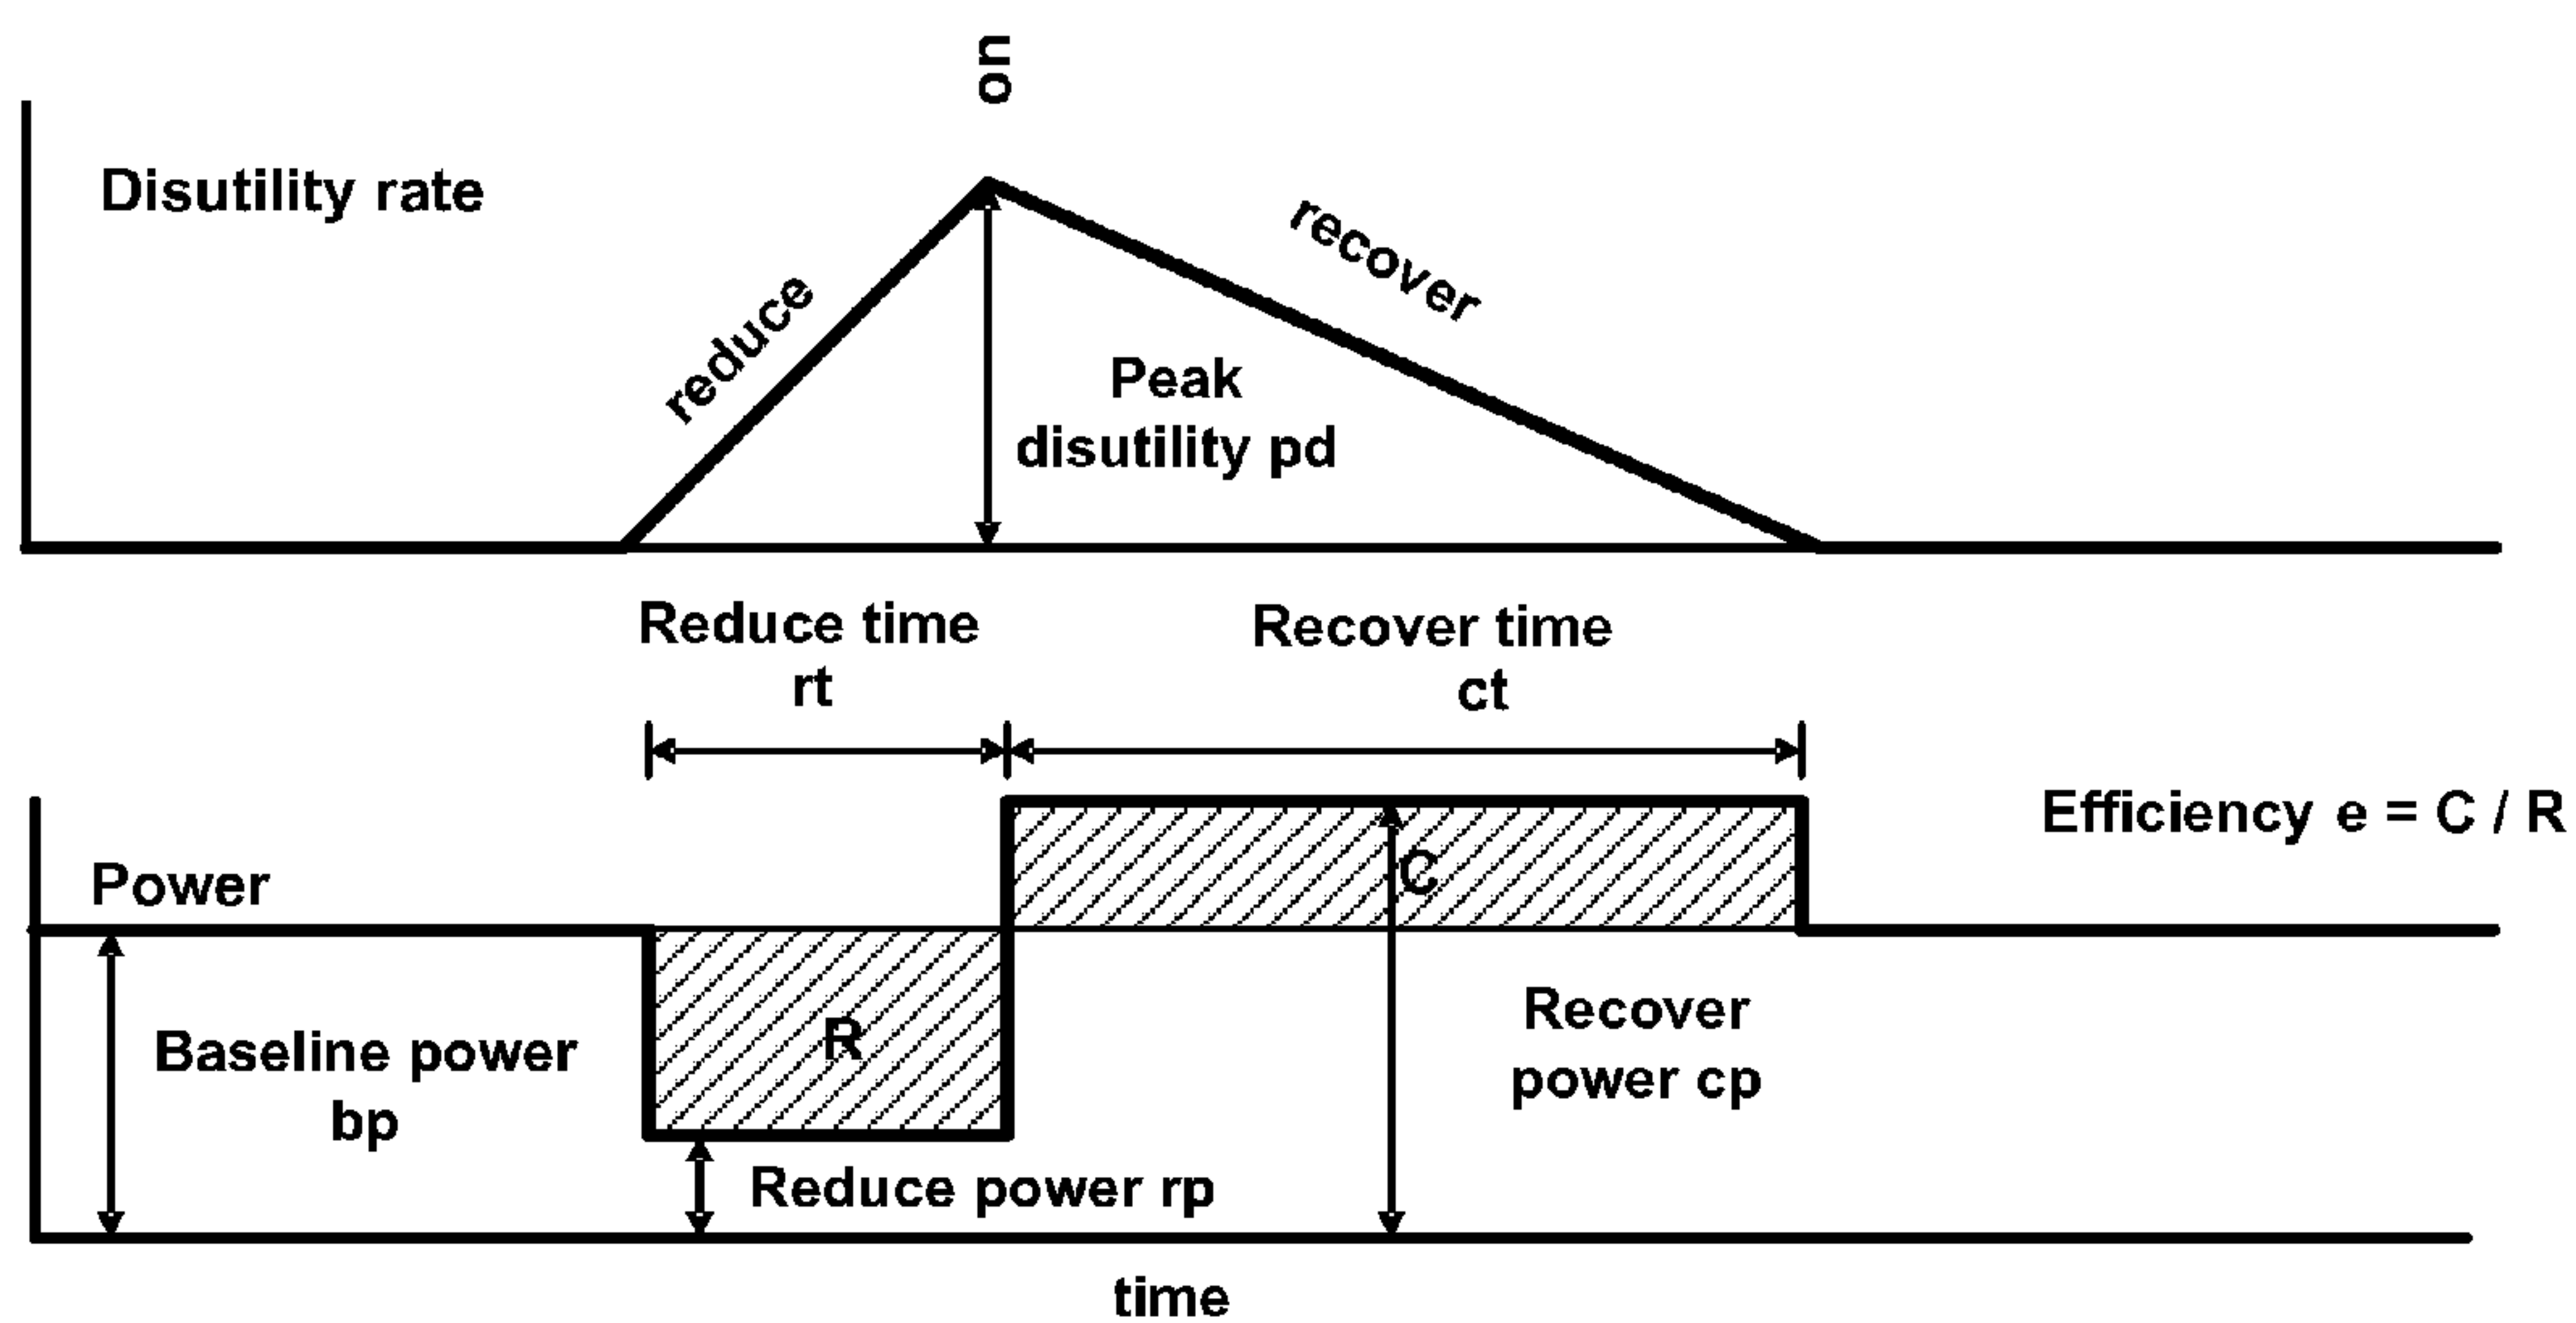 on
Disutility rate
reduce
recover
Peak
disutility pd
Reduce time
rt
Recover time
ct
Efficiency e = C / R
Power
C
R
Baseline power
bp
Recover
power cp
Reduce power rp
time